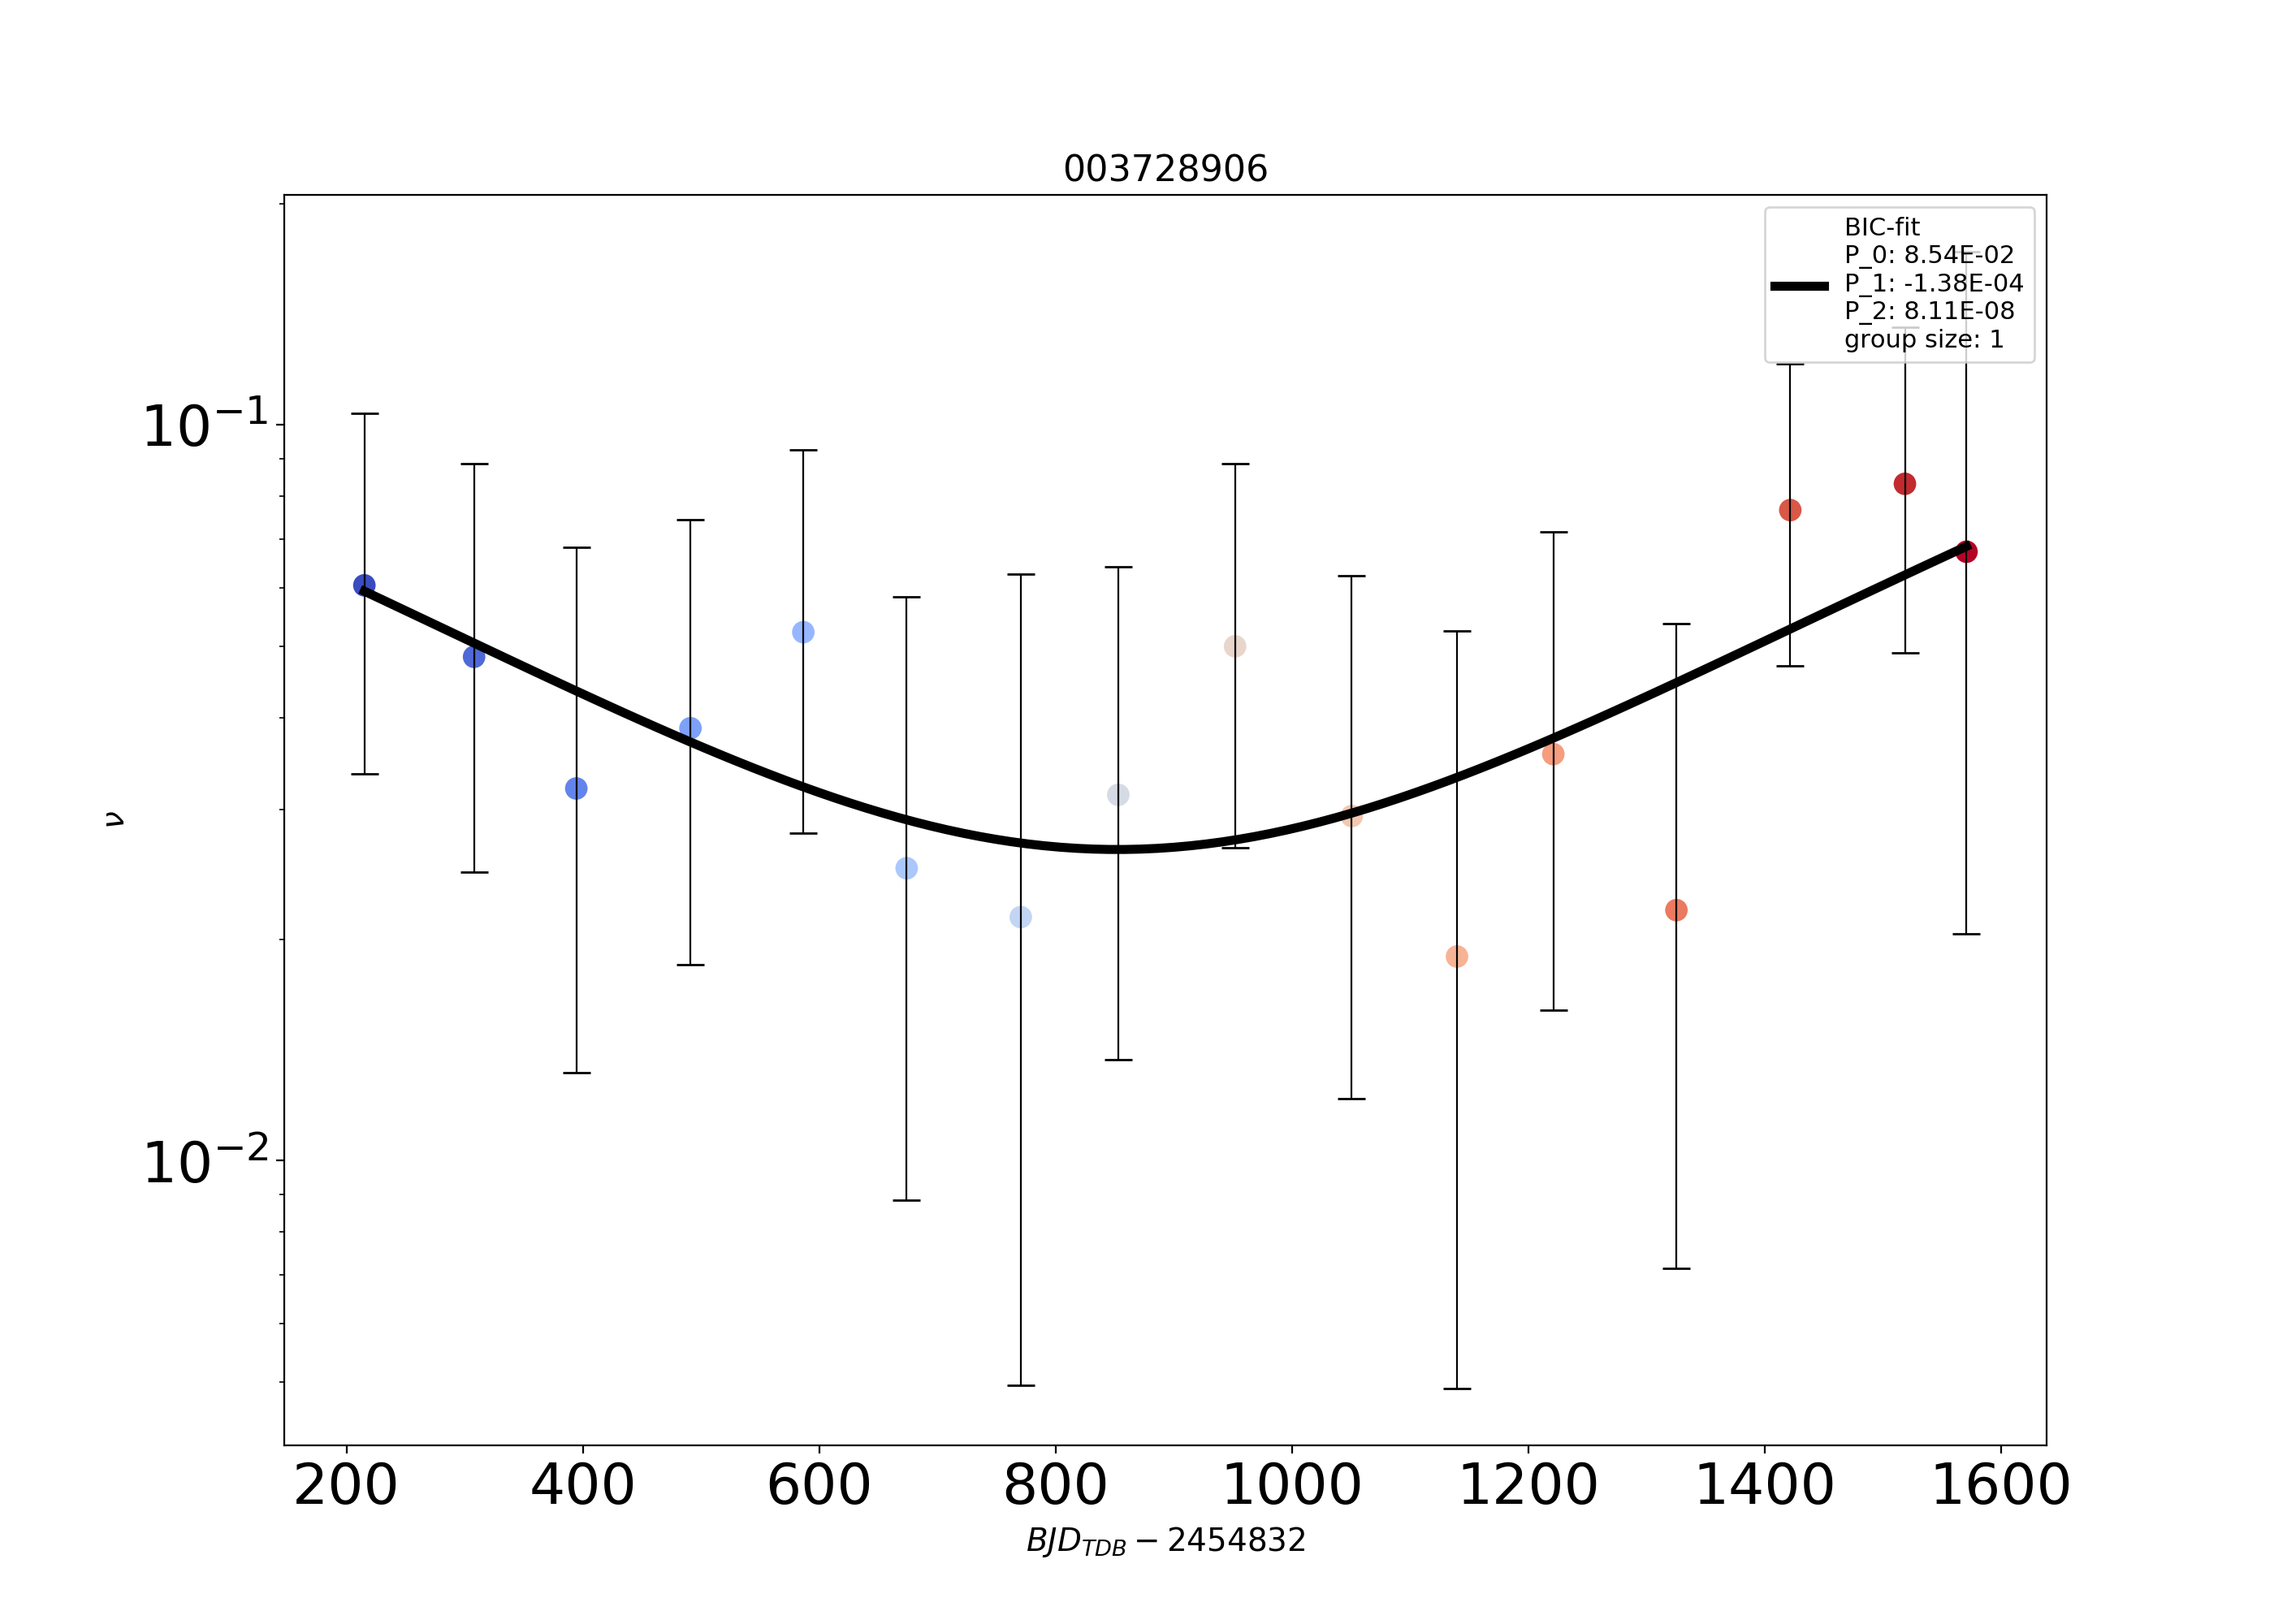 003728906
BIC-fit
P_0: 8.54E-02
P_1: -1.38E-04
P_2: 8.11E-08
group size: 1
10⁻¹
10⁻²
ν
200 400 600 800 1000 1200 1400 1600
BJD_TDB − 2454832